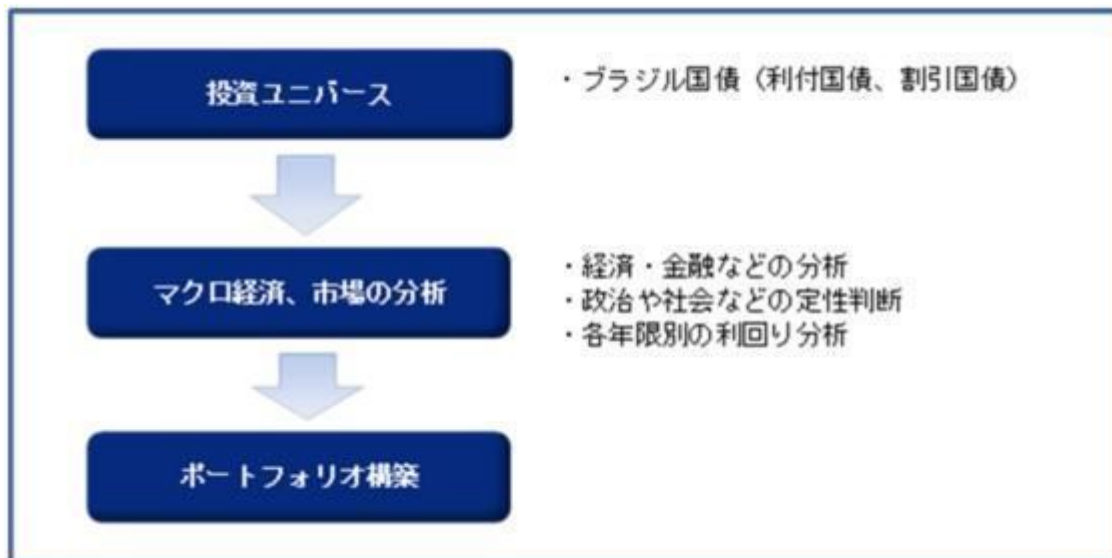 投資ユニバース
・ブラジル国債（利付国債、割引国債）
マクロ経済、市場の分析
・経済・金融などの分析
・政治や社会などの定性判断
・各年限別の利回り分析
ポートフォリオ構築